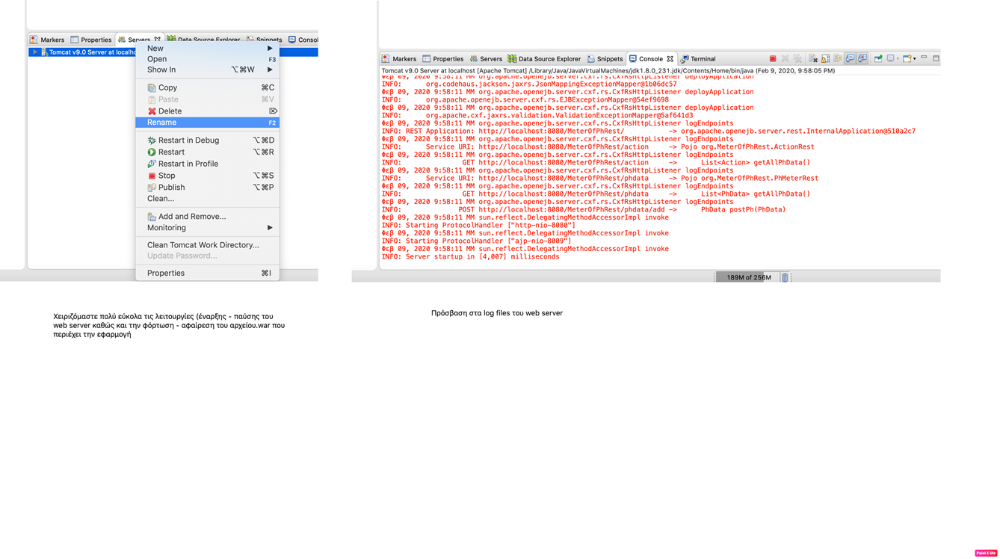 Markers Properties Servers Data Source Explorer Snippets Consol
Tomcat v9.0 Server at localho
New
Open F3
Show In ⌥⌘W
Copy ⌘C
Paste ⌘V
Delete ⌦
Rename F2
Restart in Debug ⌥⌘D
Restart ⌥⌘R
Restart in Profile
Stop ⌥⌘S
Publish ⌥⌘P
Clean...
Add and Remove...
Monitoring
Clean Tomcat Work Directory...
Update Password...
Properties ⌘I
Χειριζόμαστε πολύ εύκολα τις λειτουργίες (έναρξης - παύσης του
web server καθώς και την φόρτωση - αφαίρεση του αρχείου.war που
περιέχει την εφαρμογή
Markers Properties Servers Data Source Explorer Snippets Console Terminal
Tomcat v9.0 Server at localhost [Apache Tomcat] /Library/Java/JavaVirtualMachines/jdk1.8.0_231.jdk/Contents/Home/bin/java (Feb 9, 2020, 9:58:05 PM)
Φεβ 09, 2020 9:58:11 ΜΜ org.apache.openejb.server.cxf.rs.CxfRsHttpListener deployApplication
INFO: org.codehaus.jackson.jaxrs.JsonMappingExceptionMapper@1b06dc57
Φεβ 09, 2020 9:58:11 ΜΜ org.apache.openejb.server.cxf.rs.CxfRsHttpListener deployApplication
INFO: org.apache.openejb.server.cxf.rs.EJBExceptionMapper@54ef9698
Φεβ 09, 2020 9:58:11 ΜΜ org.apache.openejb.server.cxf.rs.CxfRsHttpListener deployApplication
INFO: org.apache.cxf.jaxrs.validation.ValidationExceptionMapper@5af641d3
Φεβ 09, 2020 9:58:11 ΜΜ org.apache.openejb.server.cxf.rs.CxfRsHttpListener logEndpoints
INFO: REST Application: http://localhost:8080/MeterOfPhRest/ -> org.apache.openejb.server.rest.InternalApplication@510a2c7
Φεβ 09, 2020 9:58:11 ΜΜ org.apache.openejb.server.cxf.rs.CxfRsHttpListener logEndpoints
INFO: Service URI: http://localhost:8080/MeterOfPhRest/action -> Pojo org.MeterOfPhRest.ActionRest
Φεβ 09, 2020 9:58:11 ΜΜ org.apache.openejb.server.cxf.rs.CxfRsHttpListener logEndpoints
INFO: GET http://localhost:8080/MeterOfPhRest/action -> List<Action> getAllPhData()
Φεβ 09, 2020 9:58:11 ΜΜ org.apache.openejb.server.cxf.rs.CxfRsHttpListener logEndpoints
INFO: Service URI: http://localhost:8080/MeterOfPhRest/phdata -> Pojo org.MeterOfPhRest.PhMeterRest
Φεβ 09, 2020 9:58:11 ΜΜ org.apache.openejb.server.cxf.rs.CxfRsHttpListener logEndpoints
INFO: GET http://localhost:8080/MeterOfPhRest/phdata -> List<PhData> getAllPhData()
Φεβ 09, 2020 9:58:11 ΜΜ org.apache.openejb.server.cxf.rs.CxfRsHttpListener logEndpoints
INFO: POST http://localhost:8080/MeterOfPhRest/phdata/add -> PhData postPh(PhData)
Φεβ 09, 2020 9:58:11 ΜΜ sun.reflect.DelegatingMethodAccessorImpl invoke
INFO: Starting ProtocolHandler ["http-nio-8080"]
Φεβ 09, 2020 9:58:11 ΜΜ sun.reflect.DelegatingMethodAccessorImpl invoke
INFO: Starting ProtocolHandler ["ajp-nio-8009"]
Φεβ 09, 2020 9:58:11 ΜΜ sun.reflect.DelegatingMethodAccessorImpl invoke
INFO: Server startup in [4,007] milliseconds
189M of 256M
Πρόσβαση στα log files του web server
Paint X lite